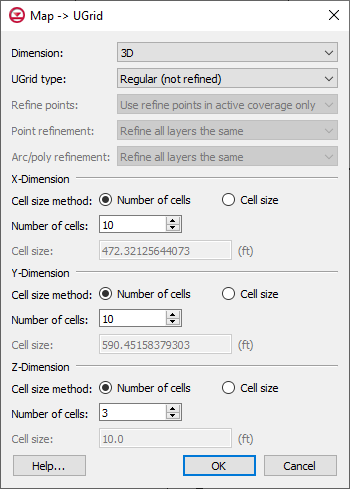 Map -> UGrid
Dimension: 3D
UGrid type: Regular (not refined)
Refine points: Use refine points in active coverage only
Point refinement: Refine all layers the same
Arc/poly refinement: Refine all layers the same
X-Dimension
Cell size method: Number of cells Cell size
Number of cells: 10
Cell size: 472.32125644073 (ft)
Y-Dimension
Cell size method: Number of cells Cell size
Number of cells: 10
Cell size: 590.45158379303 (ft)
Z-Dimension
Cell size method: Number of cells Cell size
Number of cells: 3
Cell size: 10.0 (ft)
Help... OK Cancel